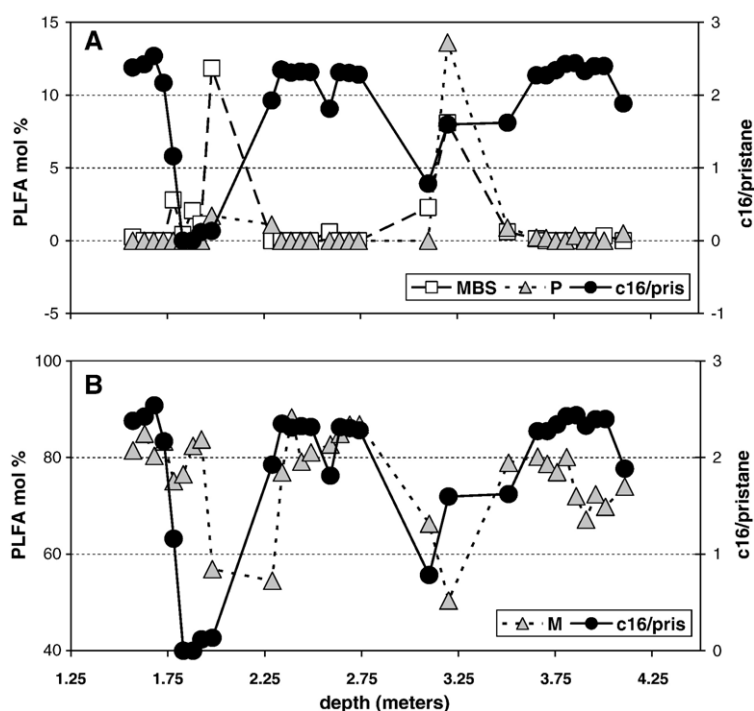 A
15
10
5
0
-5
PLFA mol %
3
2
1
0
-1
c16/pristane
MBS P c16/pris
B
100
80
60
40
PLFA mol %
3
2
1
0
c16/pristane
M c16/pris
1.25 1.75 2.25 2.75 3.25 3.75 4.25
depth (meters)